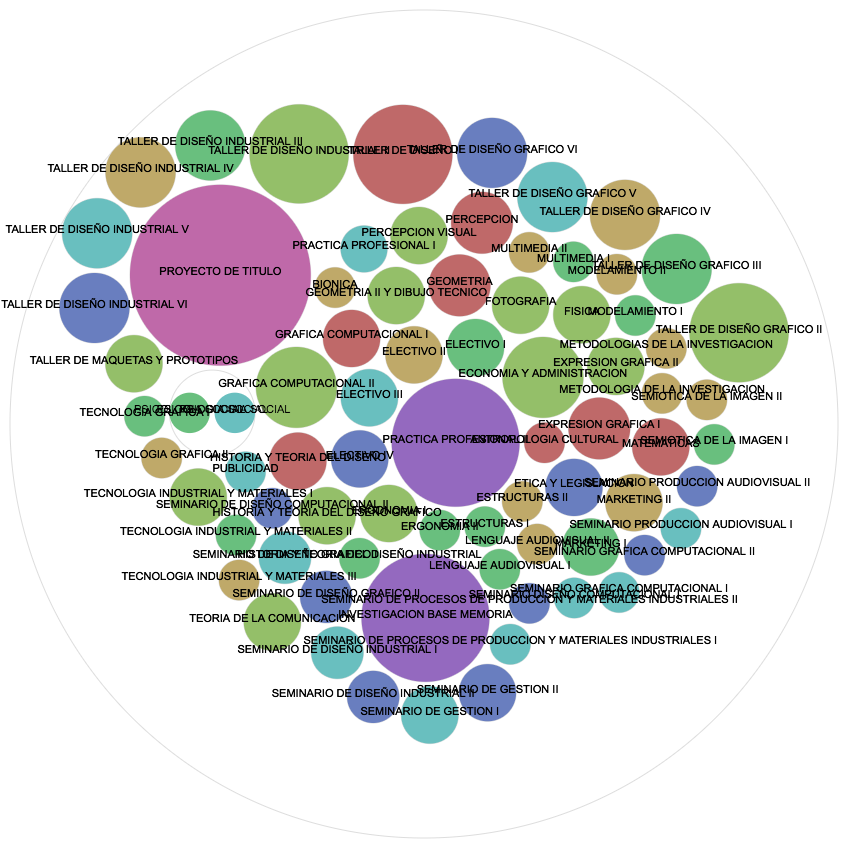 TALLER DE DISEÑO INDUSTRIAL III
TALLER DE DISEÑO INDUSTRIAL II
TALLER DE DISEÑO I
TALLER DE DISEÑO GRAFICO VI
TALLER DE DISEÑO INDUSTRIAL IV
TALLER DE DISEÑO GRAFICO V
TALLER DE DISEÑO GRAFICO IV
PERCEPCION
TALLER DE DISEÑO INDUSTRIAL V
PERCEPCION VISUAL
PRACTICA PROFESIONAL I
MULTIMEDIA II
MULTIMEDIA I
TALLER DE DISEÑO GRAFICO III
PROYECTO DE TITULO
MODELAMIENTO II
BIONICA
GEOMETRIA
GEOMETRIA II Y DIBUJO TECNICO
TALLER DE DISEÑO INDUSTRIAL VI
FOTOGRAFIA
FISICA
MODELAMIENTO I
TALLER DE DISEÑO GRAFICO II
GRAFICA COMPUTACIONAL I
ELECTIVO I
METODOLOGIAS DE LA INVESTIGACION
ELECTIVO II
TALLER DE MAQUETAS Y PROTOTIPOS
EXPRESION GRAFICA II
ECONOMIA Y ADMINISTRACION
GRAFICA COMPUTACIONAL II
METODOLOGIA DE LA INVESTIGACION
ELECTIVO III
SEMIOTICA DE LA IMAGEN II
TECNOLOGIA GRAFICA I
PSICOLOGIA SOCIAL
EXPRESION GRAFICA I
PRACTICA PROFESIONAL II
ANTROPOLOGIA CULTURAL
MATEMATICAS
SEMIOTICA DE LA IMAGEN I
TECNOLOGIA GRAFICA II
HISTORIA Y TEORIA DEL DISEÑO
ELECTIVO IV
PUBLICIDAD
ETICA Y LEGISLACION
SEMINARIO PRODUCCION AUDIOVISUAL II
TECNOLOGIA INDUSTRIAL Y MATERIALES I
ESTRUCTURAS II
MARKETING II
SEMINARIO DE DISEÑO COMPUTACIONAL II
HISTORIA Y TEORIA DEL DISEÑO GRAFICO
ERGONOMIA I
ERGONOMIA II
ESTRUCTURAS I
SEMINARIO PRODUCCION AUDIOVISUAL I
TECNOLOGIA INDUSTRIAL Y MATERIALES II
LENGUAJE AUDIOVISUAL II
MARKETING I
SEMINARIO GRAFICA COMPUTACIONAL II
SEMINARIO DE DISEÑO GRAFICO I
HISTORIA Y TEORIA DEL DISEÑO INDUSTRIAL
LENGUAJE AUDIOVISUAL I
TECNOLOGIA INDUSTRIAL Y MATERIALES III
SEMINARIO GRAFICA COMPUTACIONAL I
SEMINARIO DISEÑO COMPUTACIONAL I
SEMINARIO DE DISEÑO GRAFICO II
SEMINARIO DE PROCESOS DE PRODUCCION Y MATERIALES INDUSTRIALES II
INVESTIGACION BASE MEMORIA
TEORIA DE LA COMUNICACION
SEMINARIO DE PROCESOS DE PRODUCCION Y MATERIALES INDUSTRIALES I
SEMINARIO DE DISEÑO INDUSTRIAL I
SEMINARIO DE DISEÑO INDUSTRIAL II
SEMINARIO DE GESTION II
SEMINARIO DE GESTION I